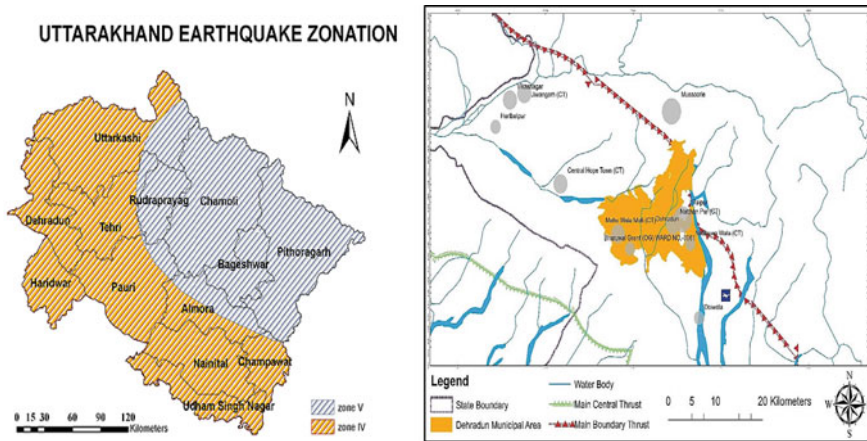 UTTARAKHAND EARTHQUAKE ZONATION
N
Uttarkashi
Rudraprayag
Chamoli
Dehradun
Tehri
Pithoragarh
Haridwar
Pauri
Bageshwar
Almora
Nainital
Champawat
Udham Singh Nagar
0 15 30 60 90 120
Kilometers
zone V
zone IV
Mussoorie
Herbatpur
Central Hope Town (CT)
Doiwala
Legend
State Boundary
Dehradun Municipal Area
Water Body
Main Central Thrust
Main Boundary Thrust
0 5 10 20 Kilometers
N
W E
S